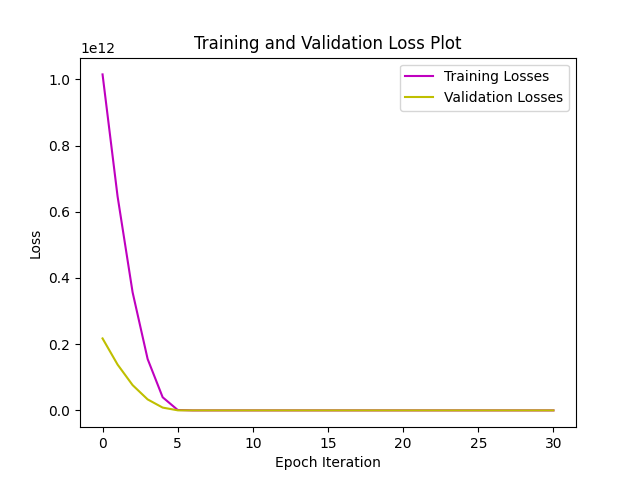 Training and Validation Loss Plot
1e12
Training Losses
Validation Losses
1.0
0.8
0.6
0.4
0.2
0.0
Loss
0 5 10 15 20 25 30
Epoch Iteration